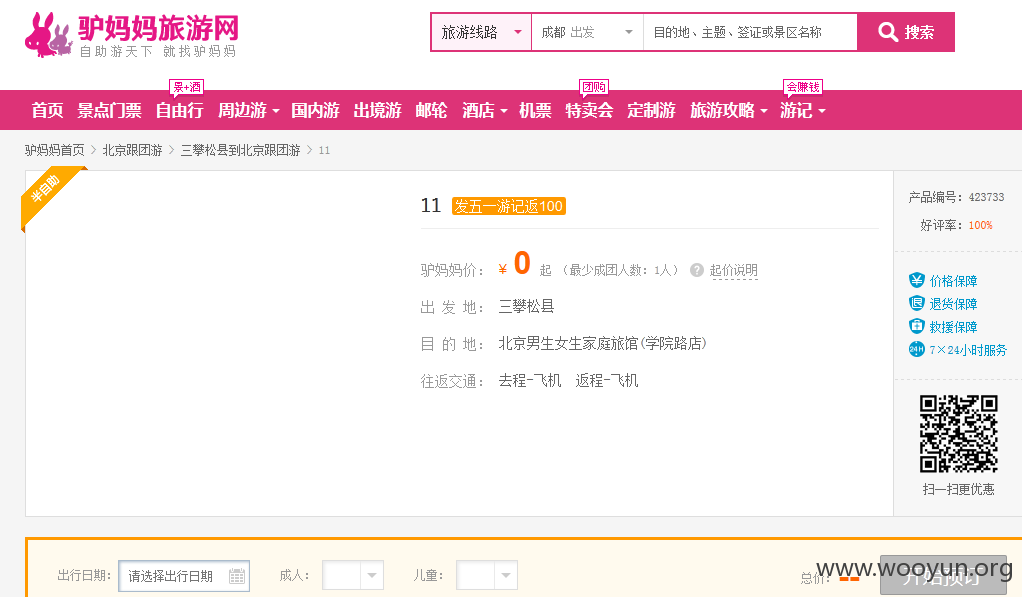 驴妈妈旅游网
自助游天下 就找驴妈妈
旅游线路 成都 出发 目的地、主题、签证或景区名称 搜索
景+酒 团购 会赚钱
首页 景点门票 自由行 周边游 国内游 出境游 邮轮 酒店 机票 特卖会 定制游 旅游攻略 游记
驴妈妈首页 > 北京跟团游 > 三攀松县到北京跟团游 > 11
半自助
11 发五一游记返100
驴妈妈价： ¥ 0 起 （最少成团人数：1人） ? 起价说明
出 发 地： 三攀松县
目 的 地： 北京男生女生家庭旅馆(学院路店)
往返交通： 去程-飞机 返程-飞机
产品编号： 423733
好评率： 100%
价格保障
退货保障
救援保障
24H 7×24小时服务
扫一扫更优惠
出行日期： 请选择出行日期 成人： 儿童： 总价： -- 开始预订
www.wooyun.org